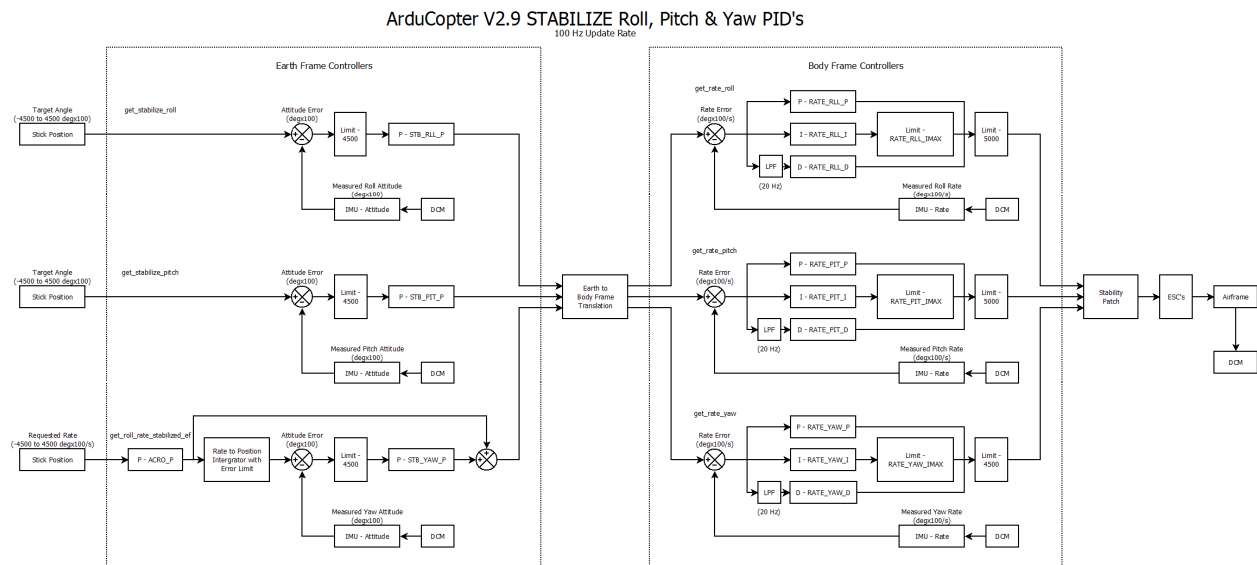 ArduCopter V2.9 STABILIZE Roll, Pitch & Yaw PID's
100 Hz Update Rate
Earth Frame Controllers
Body Frame Controllers
Target Angle
(-4500 to 4500 degx100)
Stick Position
get_stabilize_roll
Attitude Error
(degx100)
Limit -
4500
P - STB_RLL_P
Measured Roll Attitude
(degx100)
IMU - Attitude
DCM
get_rate_roll
Rate Error
(degx100/s)
P - RATE_RLL_P
I - RATE_RLL_I
Limit -
RATE_RLL_IMAX
Limit -
5000
LPF
(20 Hz)
D - RATE_RLL_D
Measured Roll Rate
(degx100/s)
IMU - Rate
DCM
Target Angle
(-4500 to 4500 degx100)
Stick Position
get_stabilize_pitch
Attitude Error
(degx100)
Limit -
4500
P - STB_PIT_P
Measured Pitch Attitude
(degx100)
IMU - Attitude
DCM
Earth to
Body Frame
Translation
get_rate_pitch
Rate Error
(degx100/s)
P - RATE_PIT_P
I - RATE_PIT_I
Limit -
RATE_PIT_IMAX
Limit -
5000
LPF
(20 Hz)
D - RATE_PIT_D
Measured Pitch Rate
(degx100/s)
IMU - Rate
DCM
Stability
Patch
ESC's
Airframe
DCM
Requested Rate
(-4500 to 4500 degx100/s)
Stick Position
get_roll_rate_stabilized_ef
P - ACRO_P
Rate to Position
Intergrator with
Error Limit
Attitude Error
(degx100)
Limit -
4500
P - STB_YAW_P
Measured Yaw Attitude
(degx100)
IMU - Attitude
DCM
get_rate_yaw
Rate Error
(degx100/s)
P - RATE_YAW_P
I - RATE_YAW_I
Limit -
RATE_YAW_IMAX
Limit -
4500
LPF
(20 Hz)
D - RATE_YAW_D
Measured Yaw Rate
(degx100/s)
IMU - Rate
DCM